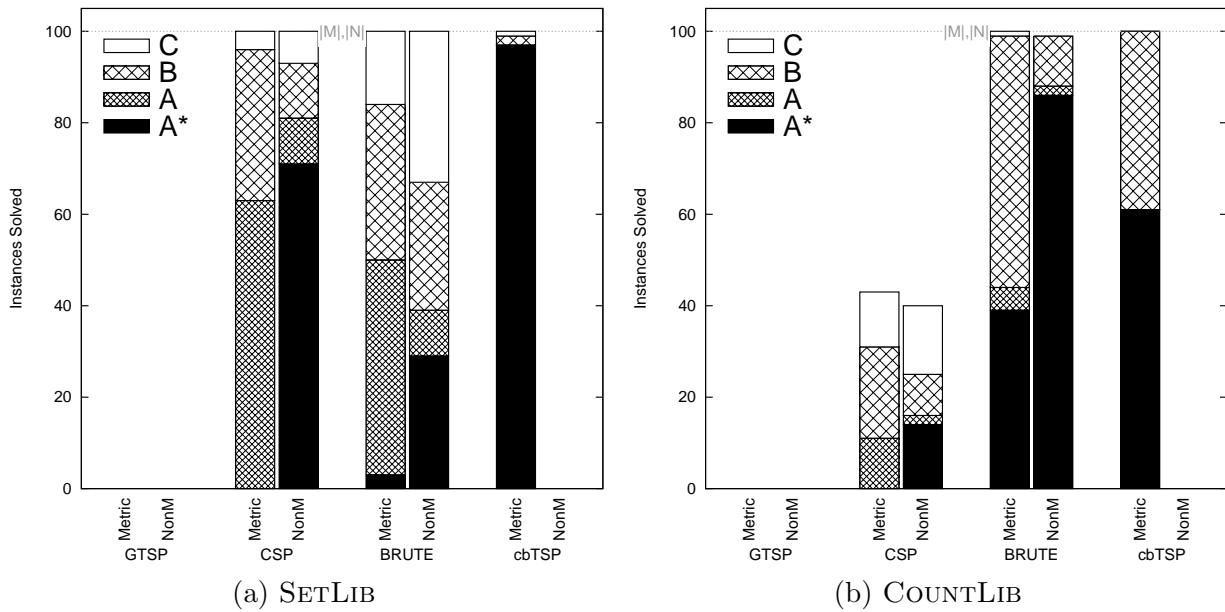 100
80
60
40
20
0
Instances Solved
|M|,|N|
C
B
A
A*
Metric NonM Metric NonM Metric NonM Metric NonM
GTSP CSP BRUTE cbTSP
(a) SETLIB
100
80
60
40
20
0
Instances Solved
|M|,|N|
C
B
A
A*
Metric NonM Metric NonM Metric NonM Metric NonM
GTSP CSP BRUTE cbTSP
(b) COUNTLIB